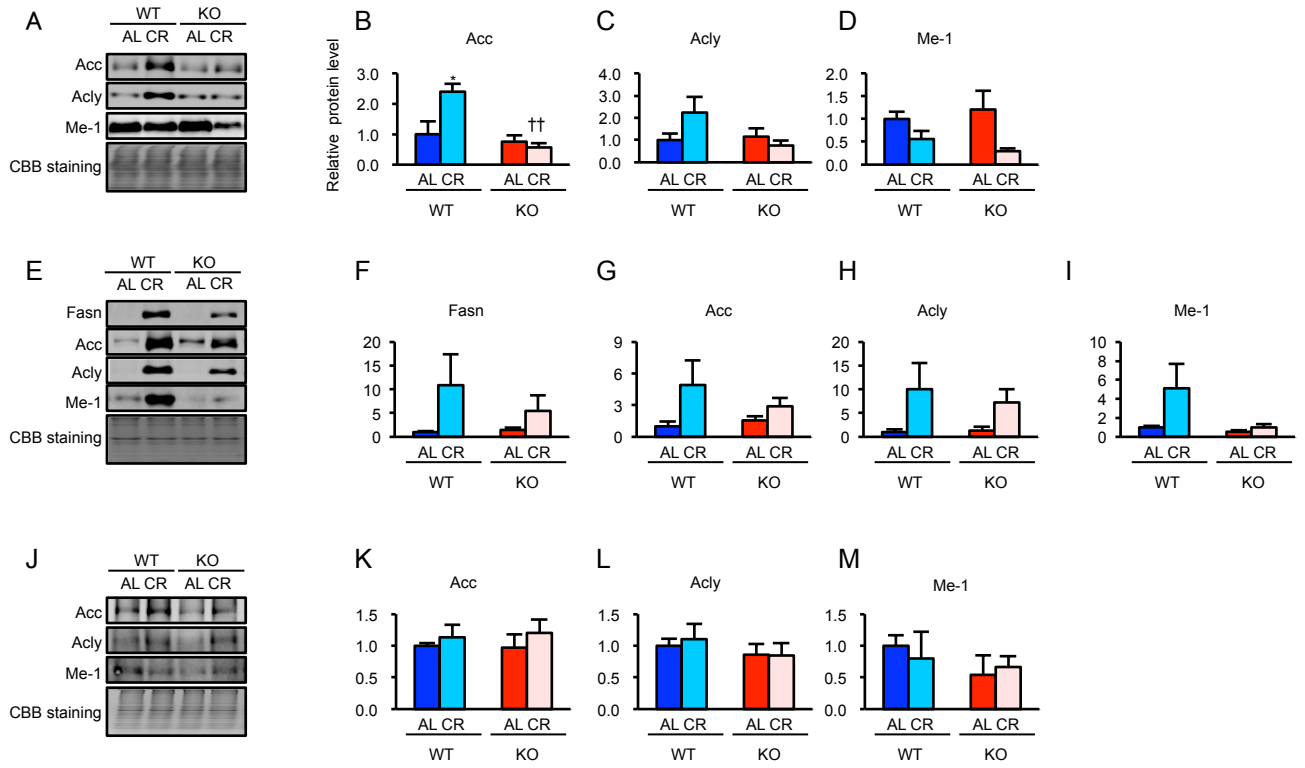 A
WT KO
AL CR AL CR
Acc
Acly
Me-1
CBB staining
B
Acc
Relative protein level
3.0
2.0
1.0
0.0
*
††
AL CR AL CR
WT KO
C
Acly
4.0
3.0
2.0
1.0
0.0
AL CR AL CR
WT KO
D
Me-1
2.0
1.5
1.0
0.5
0.0
AL CR AL CR
WT KO
E
WT KO
AL CR AL CR
Fasn
Acc
Acly
Me-1
CBB staining
F
Fasn
20
15
10
5
0
AL CR AL CR
WT KO
G
Acc
9
6
3
0
AL CR AL CR
WT KO
H
Acly
20
15
10
5
0
AL CR AL CR
WT KO
I
Me-1
10
8
6
4
2
0
AL CR AL CR
WT KO
J
WT KO
AL CR AL CR
Acc
Acly
Me-1
CBB staining
K
Acc
1.5
1.0
0.5
0.0
AL CR AL CR
WT KO
L
Acly
1.5
1.0
0.5
0.0
AL CR AL CR
WT KO
M
Me-1
1.5
1.0
0.5
0.0
AL CR AL CR
WT KO